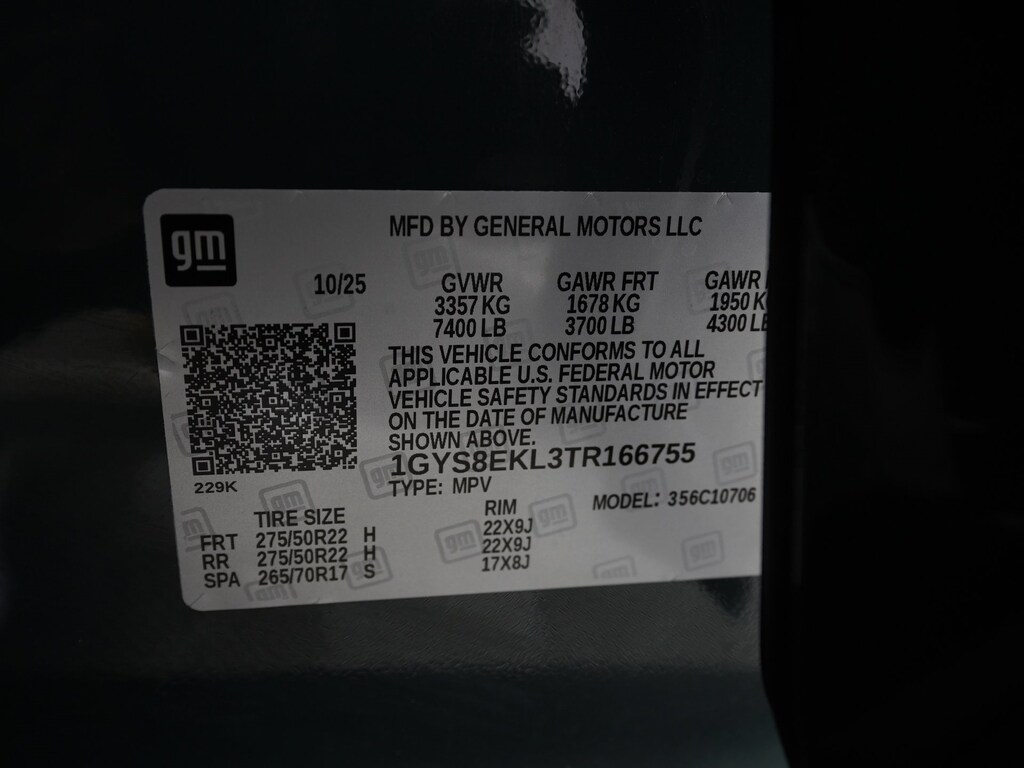 gm
MFD BY GENERAL MOTORS LLC
10/25 GVWR GAWR FRT GAWR
3357 KG 1678 KG 1950 K
7400 LB 3700 LB 4300 LB
THIS VEHICLE CONFORMS TO ALL
APPLICABLE U.S. FEDERAL MOTOR
VEHICLE SAFETY STANDARDS IN EFFECT
ON THE DATE OF MANUFACTURE
SHOWN ABOVE.
1GYS8EKL3TR166755
229K TYPE: MPV MODEL: 356C10706
TIRE SIZE RIM
FRT 275/50R22 H 22X9J
RR 275/50R22 H 22X9J
SPA 265/70R17 S 17X8J